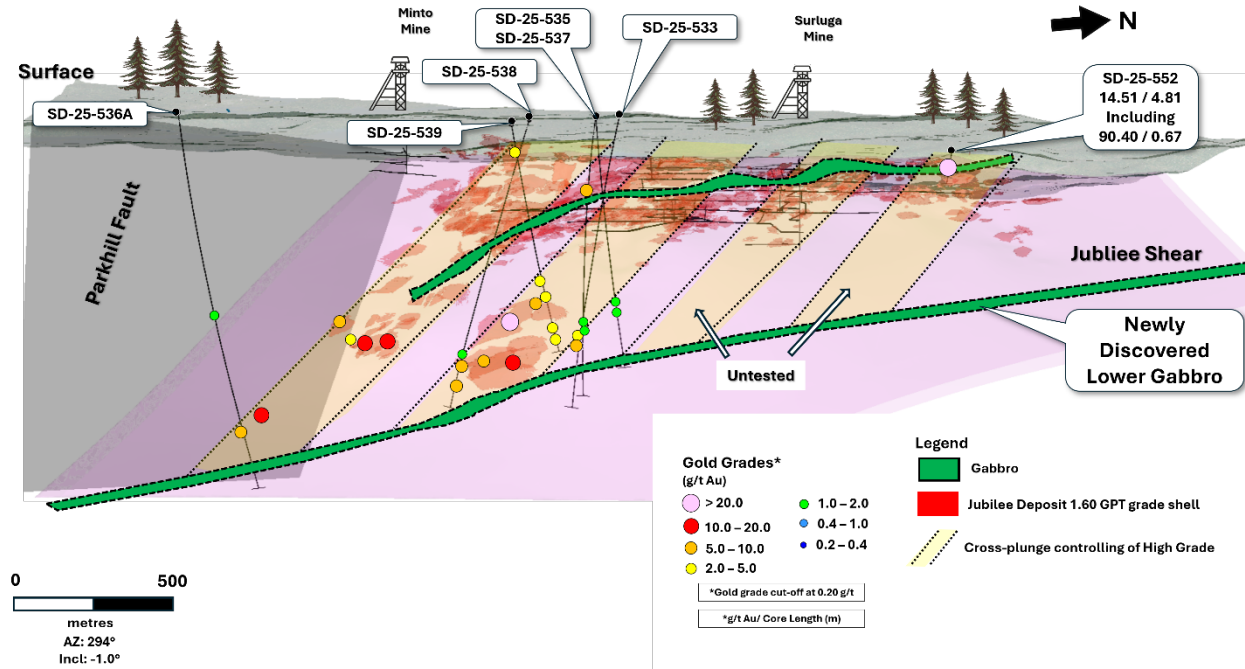 Minto
Mine
SD-25-535
SD-25-537
SD-25-533
Surluga
Mine
N
Surface
SD-25-538
SD-25-552
14.51 / 4.81
Including
90.40 / 0.67
SD-25-536A
SD-25-539
Parkhill Fault
Jubliee Shear
Newly
Discovered
Lower Gabbro
Untested
Legend
Gabbro
Jubilee Deposit 1.60 GPT grade shell
Cross-plunge controlling of High Grade
Gold Grades*
(g/t Au)
> 20.0
10.0 – 20.0
5.0 – 10.0
2.0 – 5.0
1.0 – 2.0
0.4 – 1.0
0.2 – 0.4
*Gold grade cut-off at 0.20 g/t
*g/t Au/ Core Length (m)
0 500
metres
AZ: 294°
Incl: -1.0°